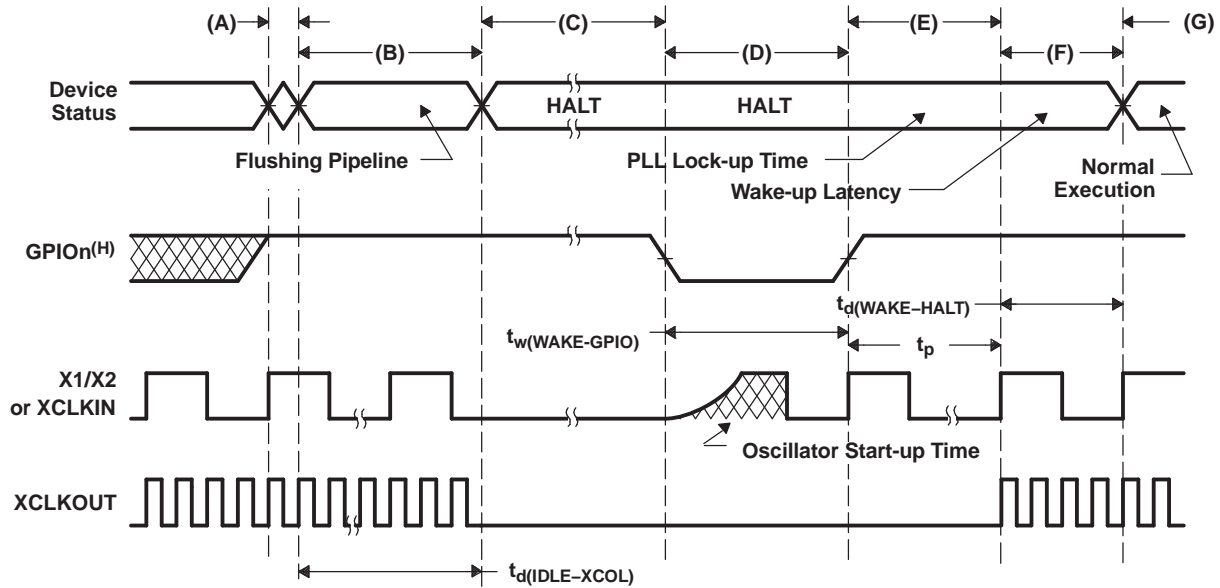 (A)
(B)
(C)
(D)
(E)
(F)
(G)
Device
Status
HALT
HALT
Flushing Pipeline
PLL Lock-up Time
Wake-up Latency
Normal
Execution
GPIOn(H)
td(WAKE–HALT)
tw(WAKE-GPIO)
tp
X1/X2
or XCLKIN
Oscillator Start-up Time
XCLKOUT
td(IDLE–XCOL)